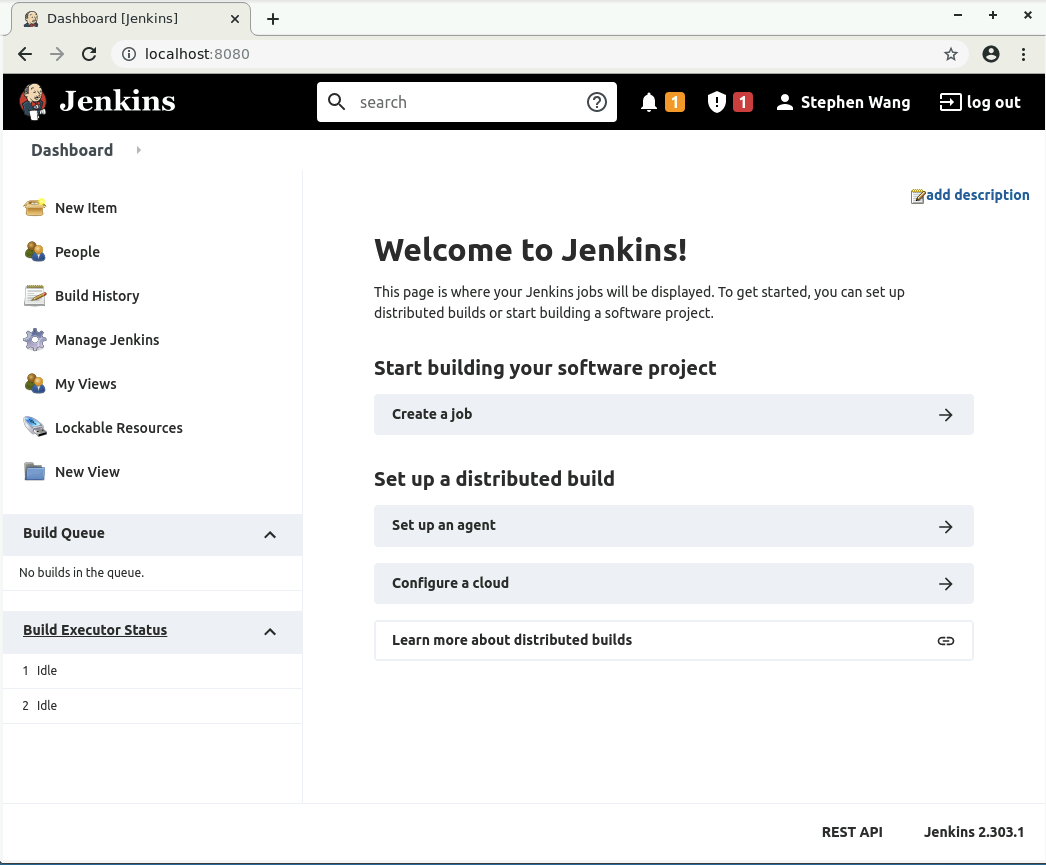 Dashboard [Jenkins]
localhost:8080
Jenkins
search
1
1
Stephen Wang
log out
Dashboard
New Item
People
Build History
Manage Jenkins
My Views
Lockable Resources
New View
Build Queue
No builds in the queue.
Build Executor Status
1 Idle
2 Idle
add description
Welcome to Jenkins!
This page is where your Jenkins jobs will be displayed. To get started, you can set up
distributed builds or start building a software project.
Start building your software project
Create a job
Set up a distributed build
Set up an agent
Configure a cloud
Learn more about distributed builds
REST API
Jenkins 2.303.1